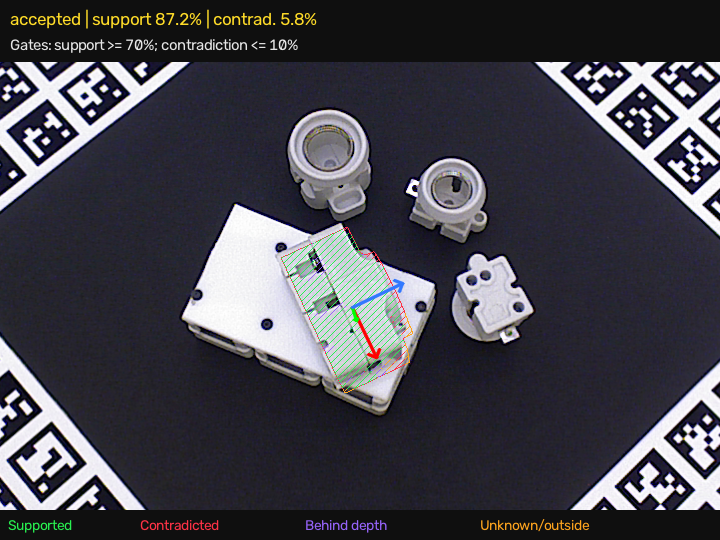 accepted | support 87.2% | contrad. 5.8%
Gates: support >= 70%; contradiction <= 10%
Supported
Contradicted
Behind depth
Unknown/outside